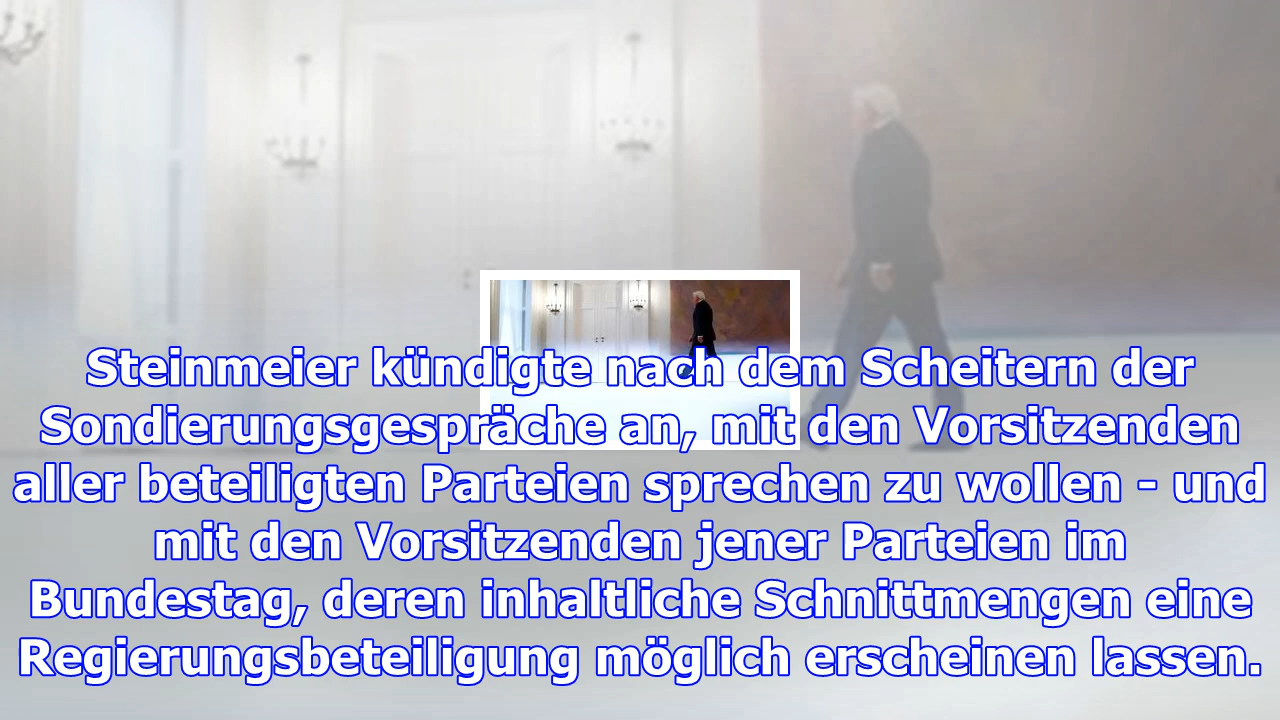 Steinmeier kündigte nach dem Scheitern der
Sondierungsgespräche an, mit den Vorsitzenden
aller beteiligten Parteien sprechen zu wollen - und
mit den Vorsitzenden jener Parteien im
Bundestag, deren inhaltliche Schnittmengen eine
Regierungsbeteiligung möglich erscheinen lassen.